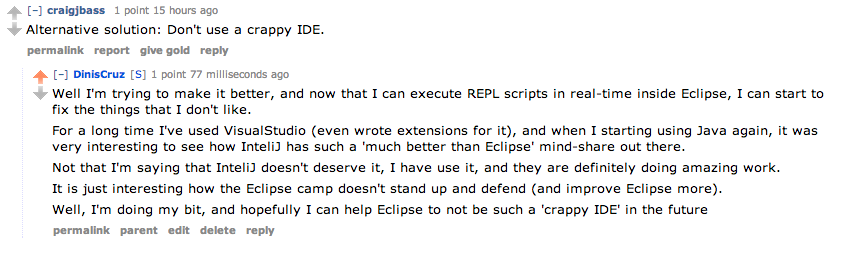 [–] craigjbass 1 point 15 hours ago
Alternative solution: Don't use a crappy IDE.
permalink report give gold reply
[–] DinisCruz [S] 1 point 77 milliseconds ago
Well I'm trying to make it better, and now that I can execute REPL scripts in real-time inside Eclipse, I can start to
fix the things that I don't like.
For a long time I've used VisualStudio (even wrote extensions for it), and when I starting using Java again, it was
very interesting to see how InteliJ has such a 'much better than Eclipse' mind-share out there.
Not that I'm saying that InteliJ doesn't deserve it, I have use it, and they are definitely doing amazing work.
It is just interesting how the Eclipse camp doesn't stand up and defend (and improve Eclipse more).
Well, I'm doing my bit, and hopefully I can help Eclipse to not be such a 'crappy IDE' in the future
permalink parent edit delete reply